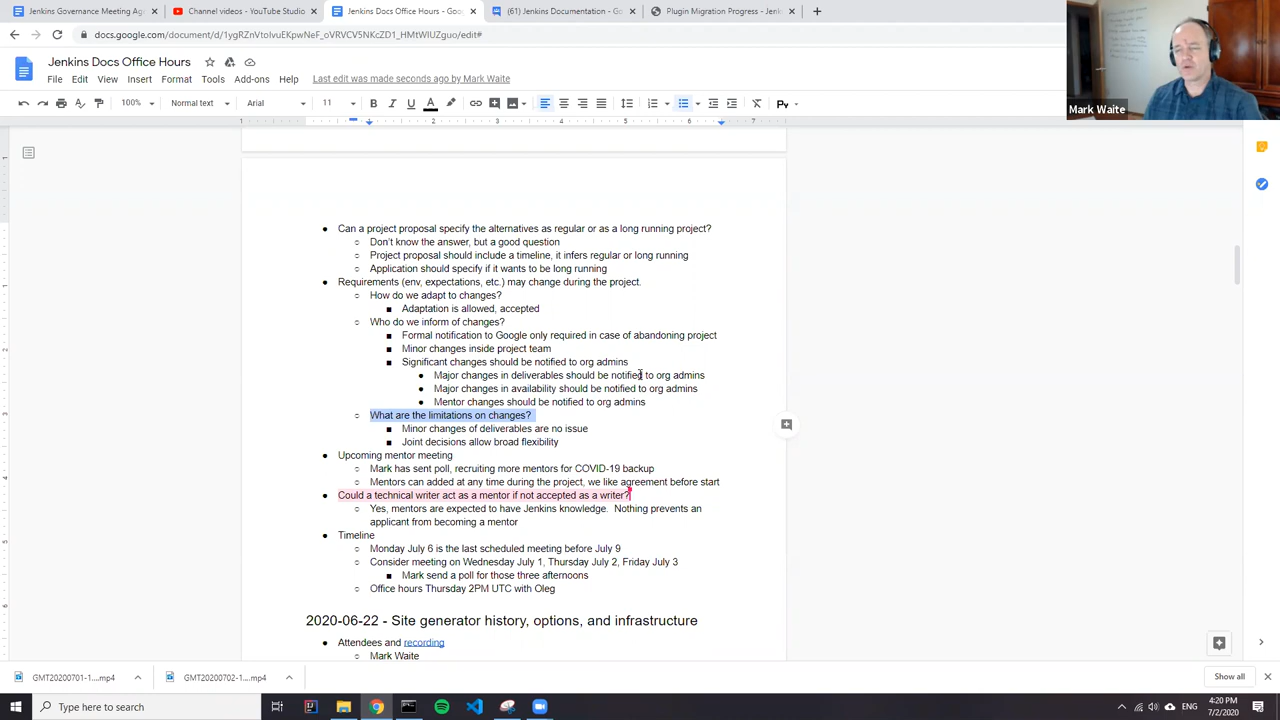 Jenkins Governance Meeting Ag
Channel videos - YouTube Studio
Jenkins Docs Office Hours - Goo
(61) Jenkins Documentation - Go
Plugin Migration Progress - Jenk
Jenkins Docs Office Hours
File Edit View Insert Format Tools Add-ons Help Last edit was made seconds ago by Mark Waite
100% Normal text Arial 11
Mark Waite
1 2 3 4 5 6 7
Can a project proposal specify the alternatives as regular or as a long running project?
Don't know the answer, but a good question
Project proposal should include a timeline, it infers regular or long running
Application should specify if it wants to be long running
Requirements (env, expectations, etc.) may change during the project.
How do we adapt to changes?
Adaptation is allowed, accepted
Who do we inform of changes?
Formal notification to Google only required in case of abandoning project
Minor changes inside project team
Significant changes should be notified to org admins
Major changes in deliverables should be notified to org admins
Major changes in availability should be notified to org admins
Mentor changes should be notified to org admins
What are the limitations on changes?
Minor changes of deliverables are no issue
Joint decisions allow broad flexibility
Upcoming mentor meeting
Mark has sent poll, recruiting more mentors for COVID-19 backup
Mentors can added at any time during the project, we like agreement before start
Could a technical writer act as a mentor if not accepted as a writer?
Yes, mentors are expected to have Jenkins knowledge. Nothing prevents an
applicant from becoming a mentor
Timeline
Monday July 6 is the last scheduled meeting before July 9
Consider meeting on Wednesday July 1, Thursday July 2, Friday July 3
Mark send a poll for those three afternoons
Office hours Thursday 2PM UTC with Oleg
2020-06-22 - Site generator history, options, and infrastructure
Attendees and recording
Mark Waite
GMT20200701-1....mp4
GMT20200702-1....mp4
Show all
Type here to search
ENG
4:20 PM
7/2/2020